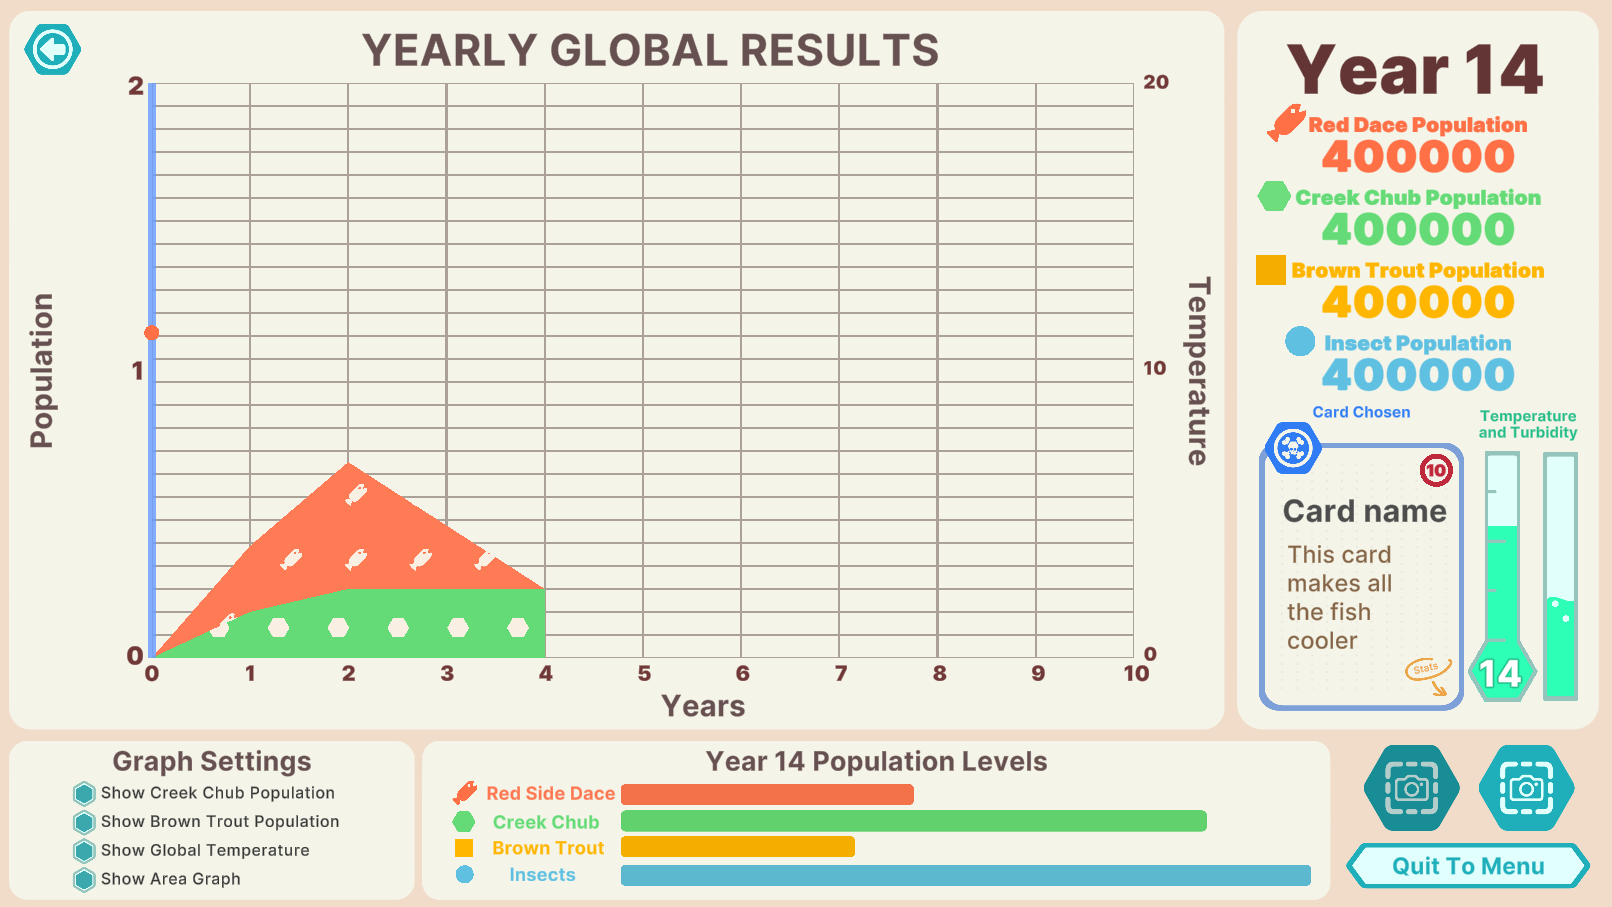 YEARLY GLOBAL RESULTS
2
1
0
Population
20
10
0
Temperature
0 1 2 3 4 5 6 7 8 9 10
Years
Year 14
Red Dace Population
400000
Creek Chub Population
400000
Brown Trout Population
400000
Insect Population
400000
Card Chosen
10
Card name
This card
makes all
the fish
cooler
Stats
Temperature
and Turbidity
14
Graph Settings
Show Creek Chub Population
Show Brown Trout Population
Show Global Temperature
Show Area Graph
Year 14 Population Levels
Red Side Dace
Creek Chub
Brown Trout
Insects
Quit To Menu